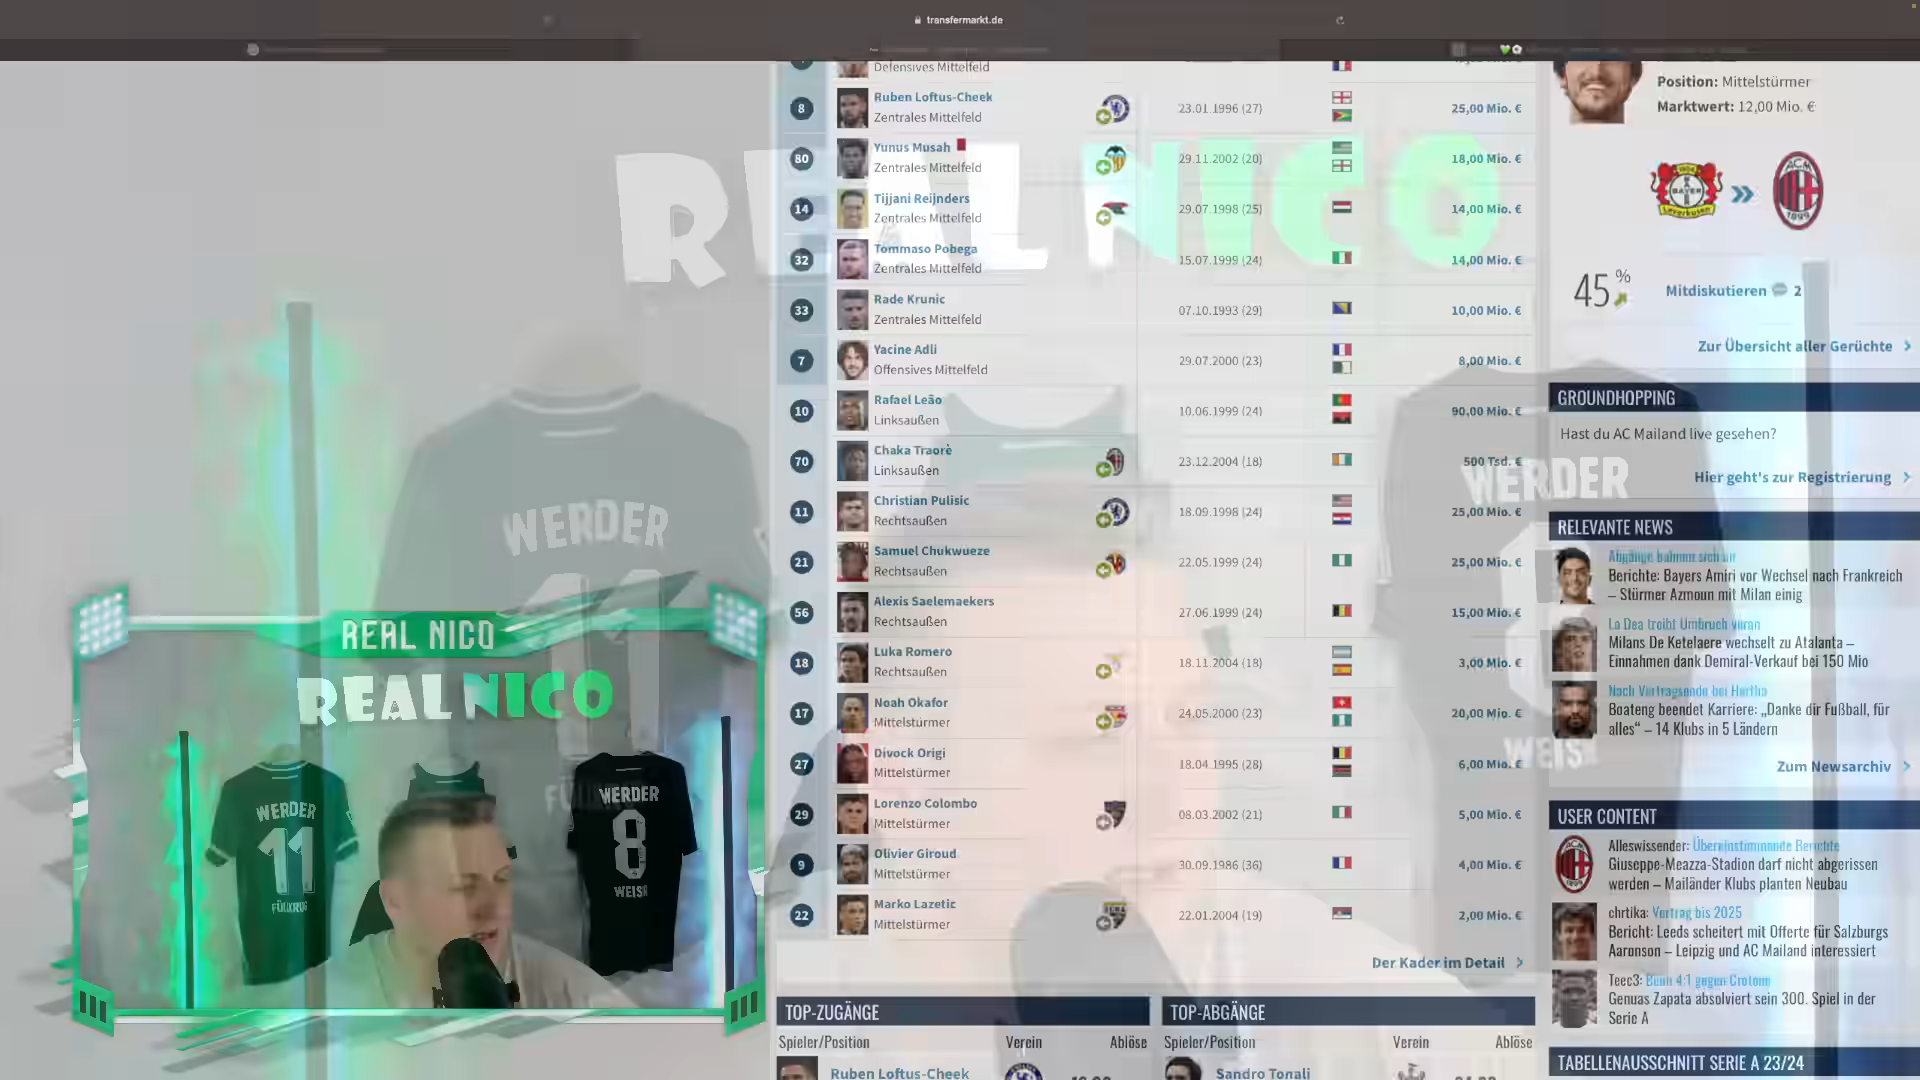 transfermarkt.de
Defensives Mittelfeld
8 Ruben Loftus-Cheek 23.01.1996 (27) 25,00 Mio. €
Zentrales Mittelfeld
80 Yunus Musah 29.11.2002 (20) 18,00 Mio. €
Zentrales Mittelfeld
14 Tijjani Reijnders 29.07.1998 (25) 14,00 Mio. €
Zentrales Mittelfeld
32 Tommaso Pobega 15.07.1999 (24) 14,00 Mio. €
Zentrales Mittelfeld
33 Rade Krunic 07.10.1993 (29) 10,00 Mio. €
Zentrales Mittelfeld
7 Yacine Adli 29.07.2000 (23) 8,00 Mio. €
Offensives Mittelfeld
10 Rafael Leão 10.06.1999 (24) 90,00 Mio. €
Linksaußen
70 Chaka Traorè 23.12.2004 (18) 500 Tsd. €
Linksaußen
11 Christian Pulisic 18.09.1998 (24) 25,00 Mio. €
Rechtsaußen
21 Samuel Chukwueze 22.05.1999 (24) 25,00 Mio. €
Rechtsaußen
56 Alexis Saelemaekers 27.06.1999 (24) 15,00 Mio. €
Rechtsaußen
18 Luka Romero 18.11.2004 (18) 3,00 Mio. €
Rechtsaußen
17 Noah Okafor 24.05.2000 (23) 20,00 Mio. €
Mittelstürmer
27 Divock Origi 18.04.1995 (28) 6,00 Mio. €
Mittelstürmer
29 Lorenzo Colombo 08.03.2002 (21) 5,00 Mio. €
Mittelstürmer
9 Olivier Giroud 30.09.1986 (36) 4,00 Mio. €
Mittelstürmer
22 Marko Lazetic 22.01.2004 (19) 2,00 Mio. €
Mittelstürmer
Der Kader im Detail
TOP-ZUGÄNGE
Spieler/Position Verein Ablöse
Ruben Loftus-Cheek
TOP-ABGÄNGE
Spieler/Position Verein Ablöse
Sandro Tonali
Position: Mittelstürmer
Marktwert: 12,00 Mio. €
45 %
Mitdiskutieren 2
Zur Übersicht aller Gerüchte
GROUNDHOPPING
Hast du AC Mailand live gesehen?
Hier geht's zur Registrierung
RELEVANTE NEWS
Abgänge bahnen sich an
Berichte: Bayers Amiri vor Wechsel nach Frankreich
– Stürmer Azmoun mit Milan einig
La Dea treibt Umbruch voran
Milans De Ketelaere wechselt zu Atalanta –
Einnahmen dank Demiral-Verkauf bei 150 Mio
Nach Vertragsende bei Hertha
Boateng beendet Karriere: „Danke dir Fußball, für
alles“ – 14 Klubs in 5 Ländern
Zum Newsarchiv
USER CONTENT
Alleswissender: Übereinstimmende Berichte
Giuseppe-Meazza-Stadion darf nicht abgerissen
werden – Mailänder Klubs planten Neubau
chrtika: Vertrag bis 2025
Bericht: Leeds scheitert mit Offerte für Salzburgs
Aaronson – Leipzig und AC Mailand interessiert
Teec3: Beim 4:1 gegen Crotone
Genuas Zapata absolviert sein 300. Spiel in der
Serie A
TABELLENAUSSCHNITT SERIE A 23/24
REALNICO
WERDER
11
WERDER
8
REAL NICO
REALNICO
WERDER
11
FÜLLKRUG
WERDER
8
WEISER